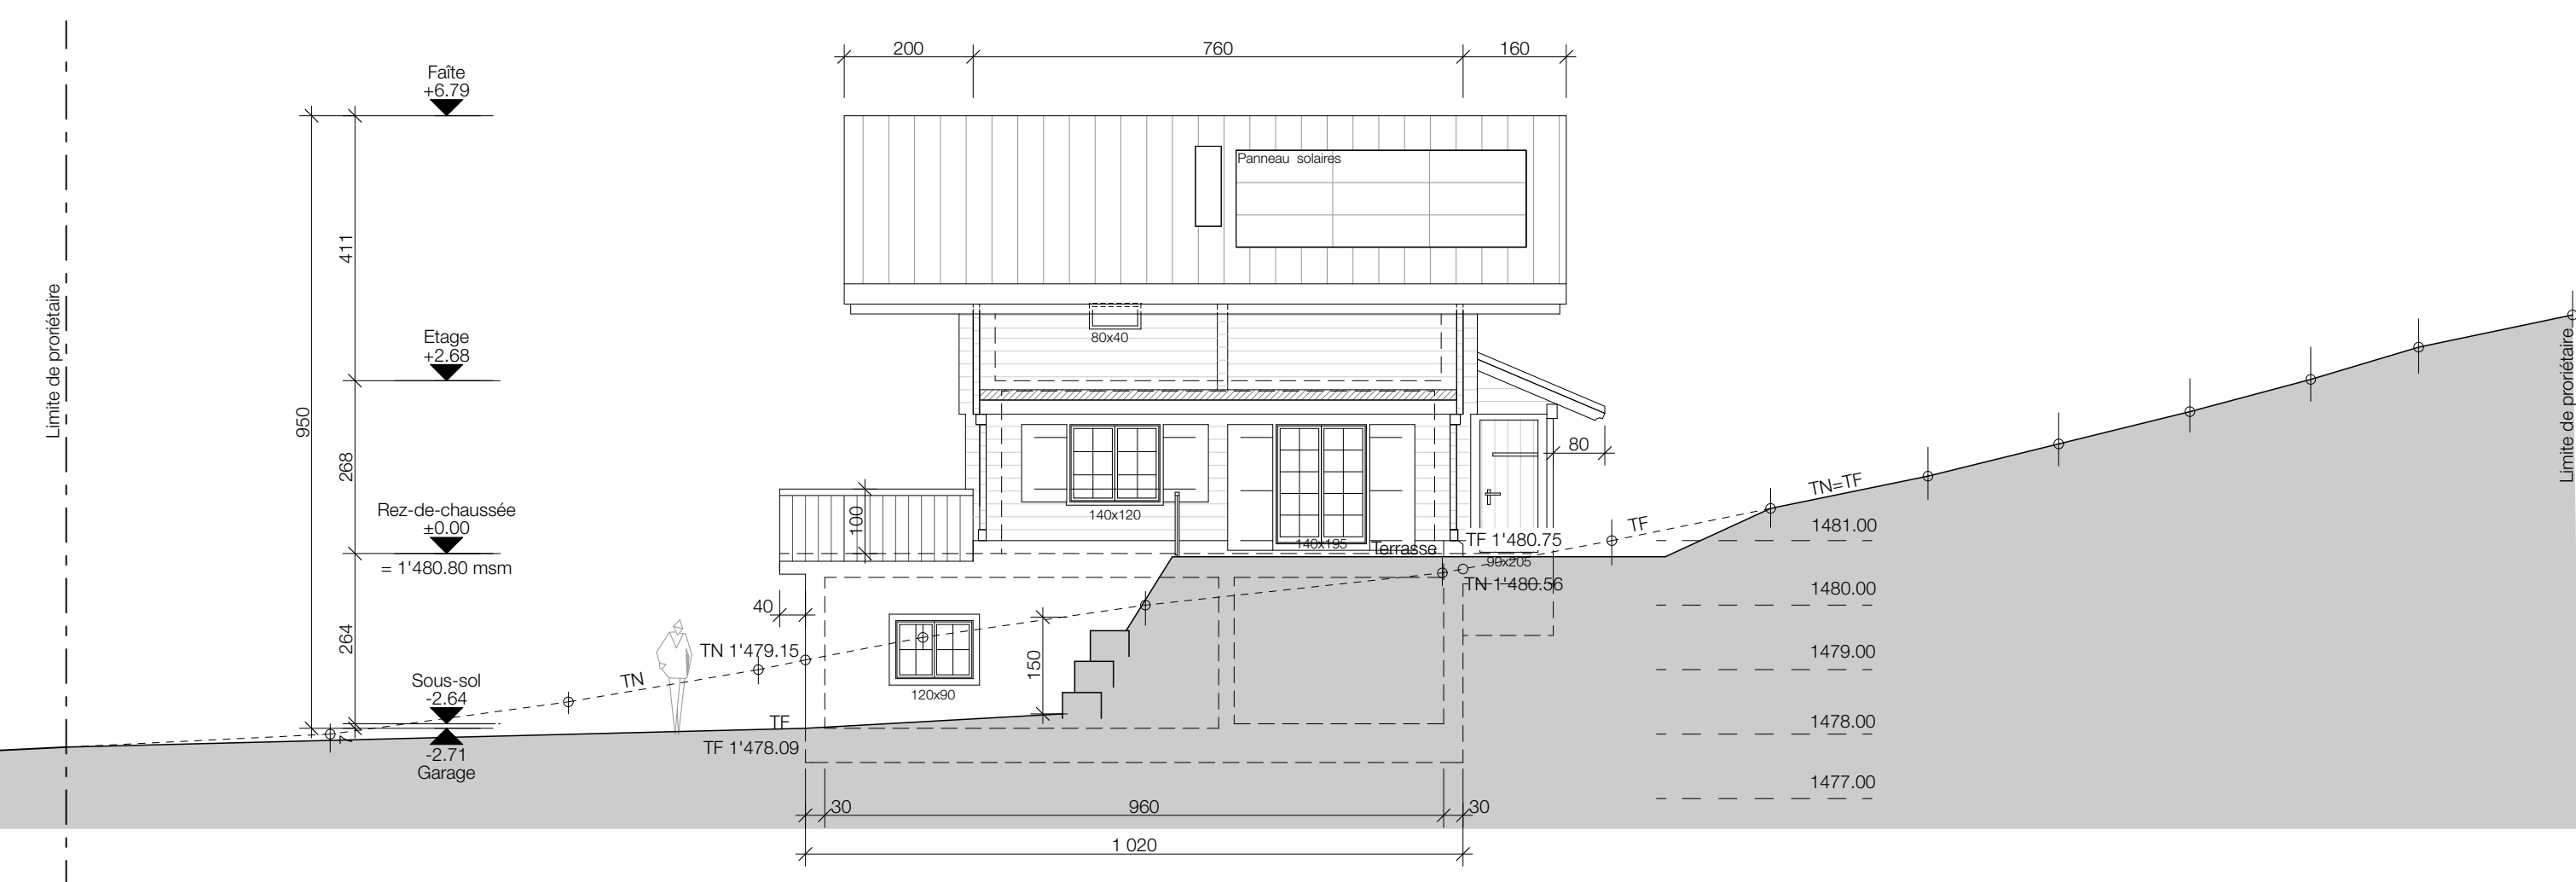 200
760
160
Faîte
+6.79
Panneau solaires
411
Limite de propriétaire
80x40
Etage
+2.68
950
80
268
140x120
100
Rez-de-chaussée
±0.00
= 1'480.80 msm
140x195
Terrasse
TF 1'480.75
90x205
TN 1'480.56
TF
TN=TF
Limite de proriétaire
1481.00
1480.00
1479.00
1478.00
1477.00
40
264
TN 1'479.15
TN
150
120x90
Sous-sol
-2.64
7
-2.71
Garage
TF
TF 1'478.09
30
960
30
1 020